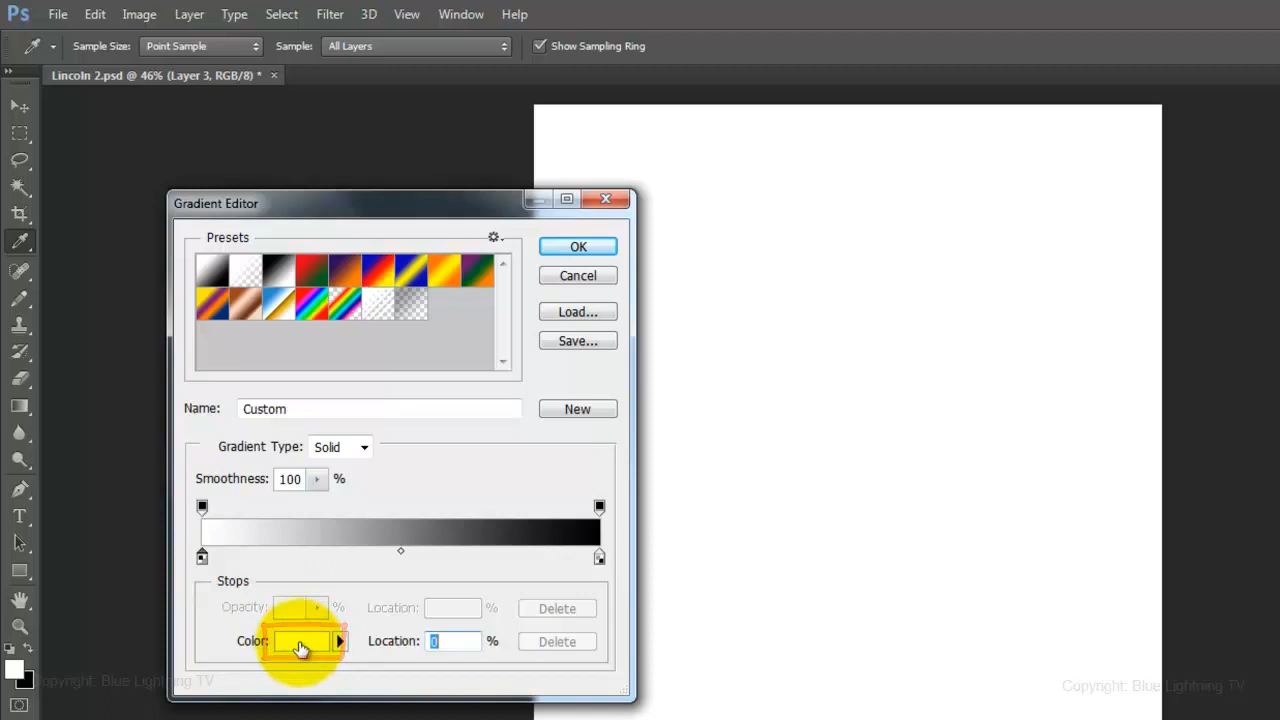 Ps File Edit Image Layer Type Select Filter 3D View Window Help
Sample Size: Point Sample Sample: All Layers Show Sampling Ring
Lincoln 2.psd @ 46% (Layer 3, RGB/8) * ×
Gradient Editor
Presets
OK
Cancel
Load...
Save...
Name: Custom New
Gradient Type: Solid
Smoothness: 100 %
Stops
Opacity: % Location: % Delete
Color: Location: 0 % Delete
Copyright: Blue Lightning TV
Copyright: Blue Lightning TV